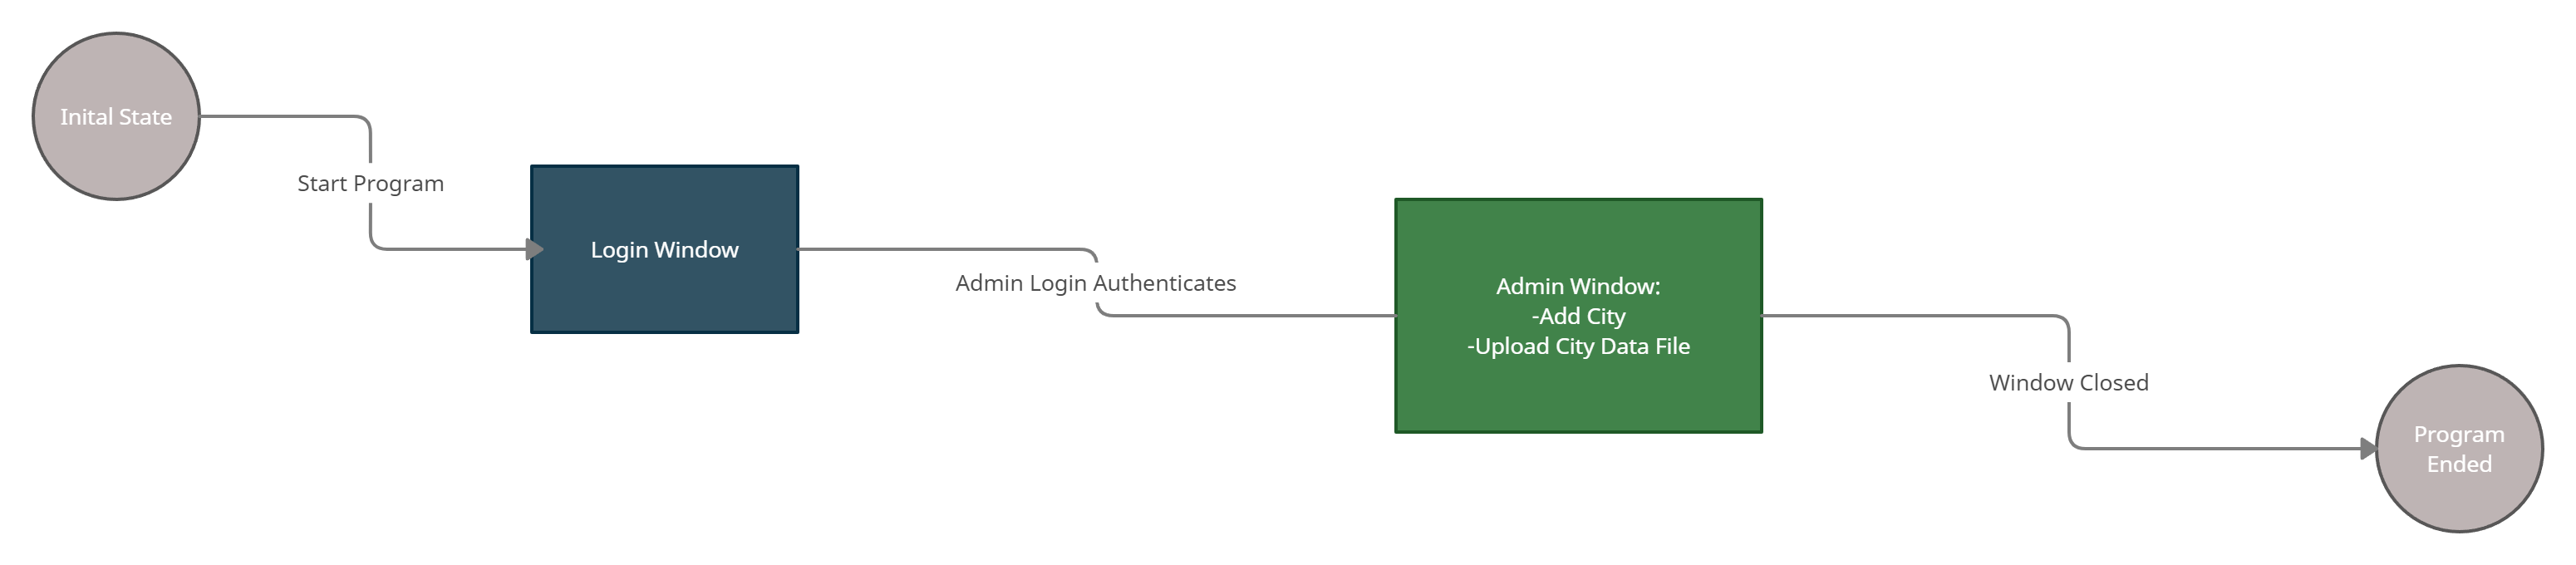 Inital State
Start Program
Login Window
Admin Login Authenticates
Admin Window:
-Add City
-Upload City Data File
Window Closed
Program
Ended